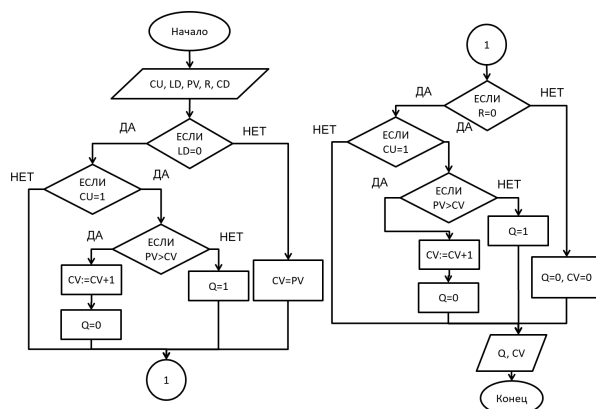 Начало
CU, LD, PV, R, CD
ЕСЛИ
LD=0
ДА
НЕТ
НЕТ
ЕСЛИ
CU=1
ДА
ДА
ЕСЛИ
PV>CV
НЕТ
CV:=CV+1
Q=1
CV=PV
Q=0
1
1
ЕСЛИ
R=0
ДА
НЕТ
НЕТ
ЕСЛИ
CU=1
ДА
ДА
ЕСЛИ
PV>CV
НЕТ
Q=1
CV:=CV+1
Q=0, CV=0
Q=0
Q, CV
Конец